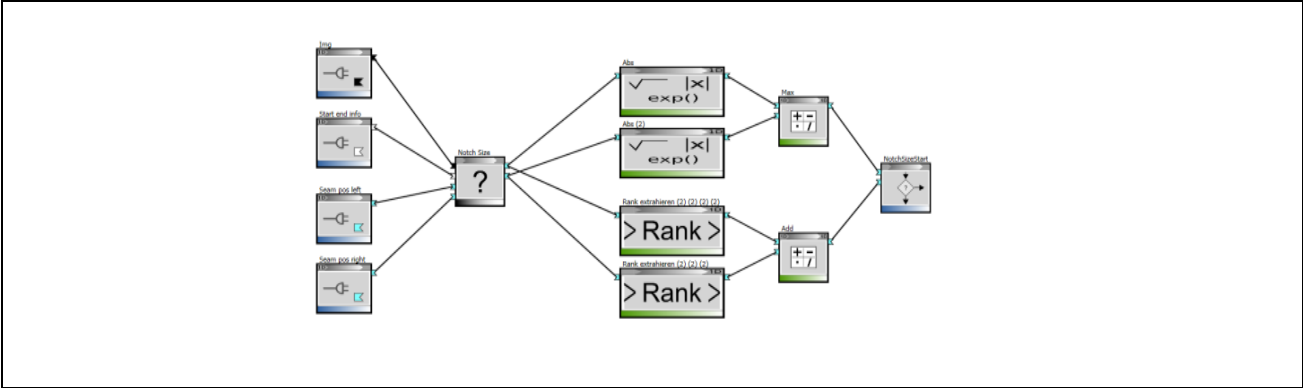 Img
Start end info
Seam pos left
Seam pos right
Notch Size
?
Abs
√ |x|
exp()
Abs (2)
√ |x|
exp()
Rank extrahieren (2) (2) (2) (2)
>Rank>
Rank extrahieren (2) (2) (2)
>Rank>
Max
+ -
· /
Add
+ -
· /
NotchSizeStart
?